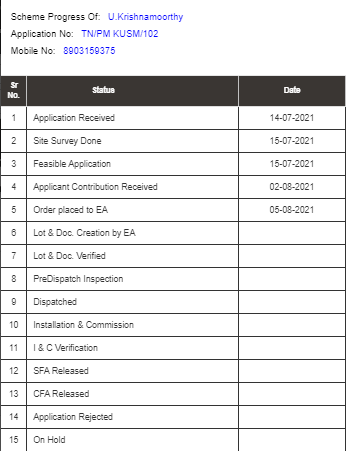 Scheme Progress Of: U.Krishnamoorthy
Application No: TN/PM KUSM/102
Mobile No: 8903159375
Sr No. Status Date
1 Application Received 14-07-2021
2 Site Survey Done 15-07-2021
3 Feasible Application 15-07-2021
4 Applicant Contribution Received 02-08-2021
5 Order placed to EA 05-08-2021
6 Lot & Doc. Creation by EA
7 Lot & Doc. Verified
8 PreDispatch Inspection
9 Dispatched
10 Installation & Commission
11 I & C Verification
12 SFA Released
13 CFA Released
14 Application Rejected
15 On Hold